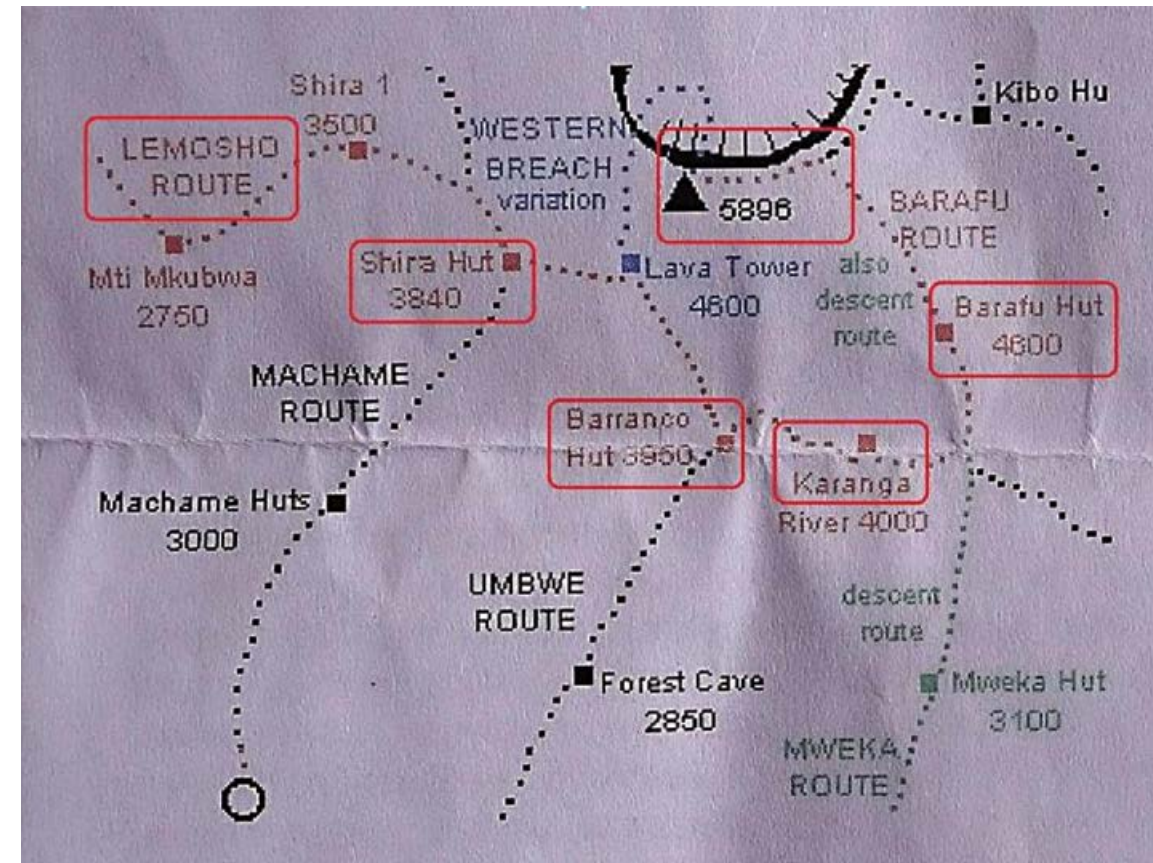 Shira 1
3500
LEMOSHO
ROUTE
Mti Mkubwa
2750
Shira Hut
3840
WESTERN
BREACH
variation
5896
Kibo Hu
BARAFU
ROUTE
Lava Tower
4600
also
descent
route
Barafu Hut
4600
MACHAME
ROUTE
Barranco
Hut 3950
Karanga
River 4000
Machame Huts
3000
UMBWE
ROUTE
descent
route
Forest Cave
2850
Mweka Hut
3100
MWEKA
ROUTE